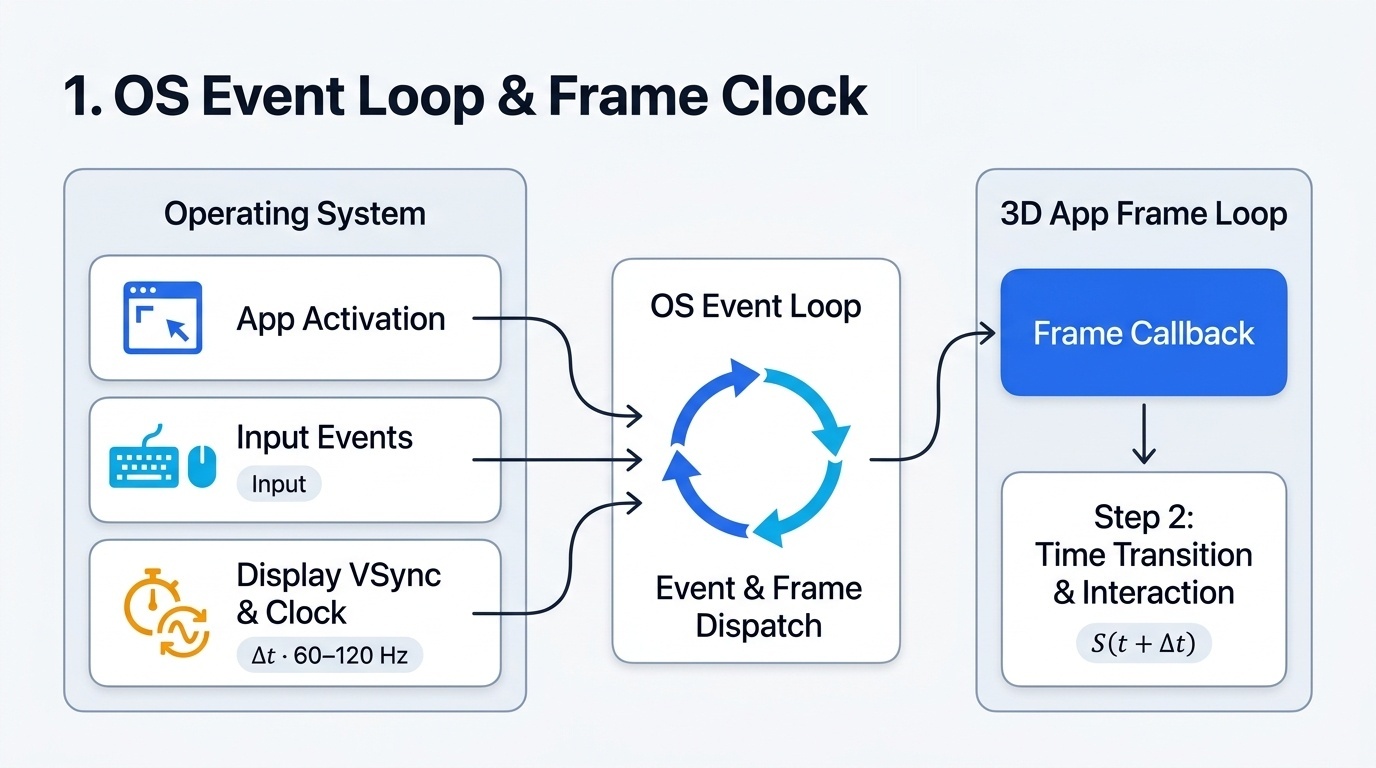 1. OS Event Loop & Frame Clock
Operating System
App Activation
Input Events
Input
Display VSync
& Clock
Δt · 60–120 Hz
OS Event Loop
Event & Frame
Dispatch
3D App Frame Loop
Frame Callback
Step 2:
Time Transition
& Interaction
S(t + Δt)